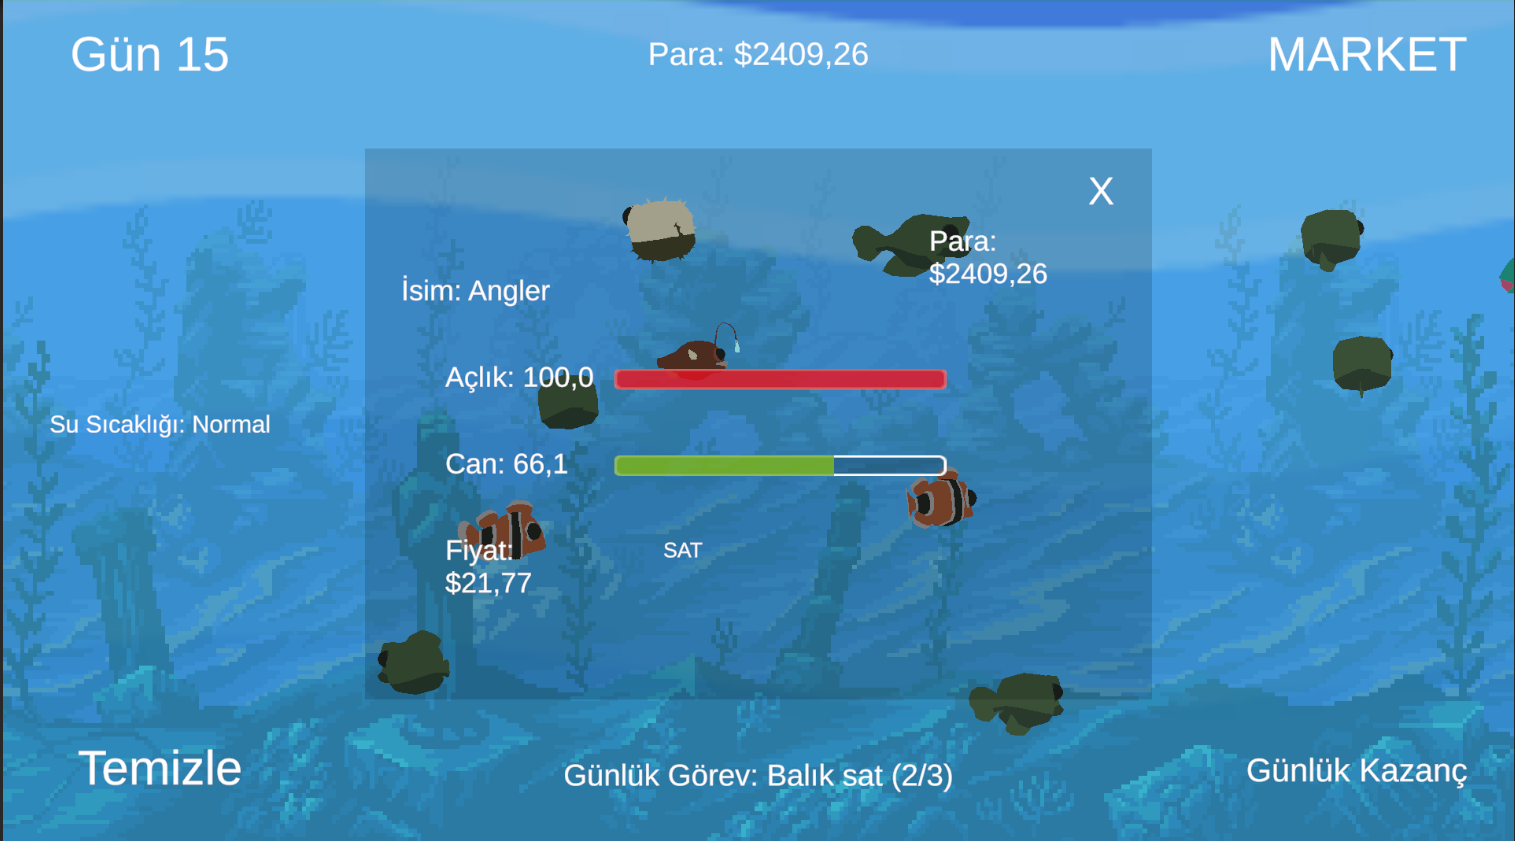 Gün 15
Para: $2409,26
MARKET
X
Para:
$2409,26
İsim: Angler
Açlık: 100,0
Su Sıcaklığı: Normal
Can: 66,1
Fiyat:
$21,77
SAT
Temizle
Günlük Görev: Balık sat (2/3)
Günlük Kazanç